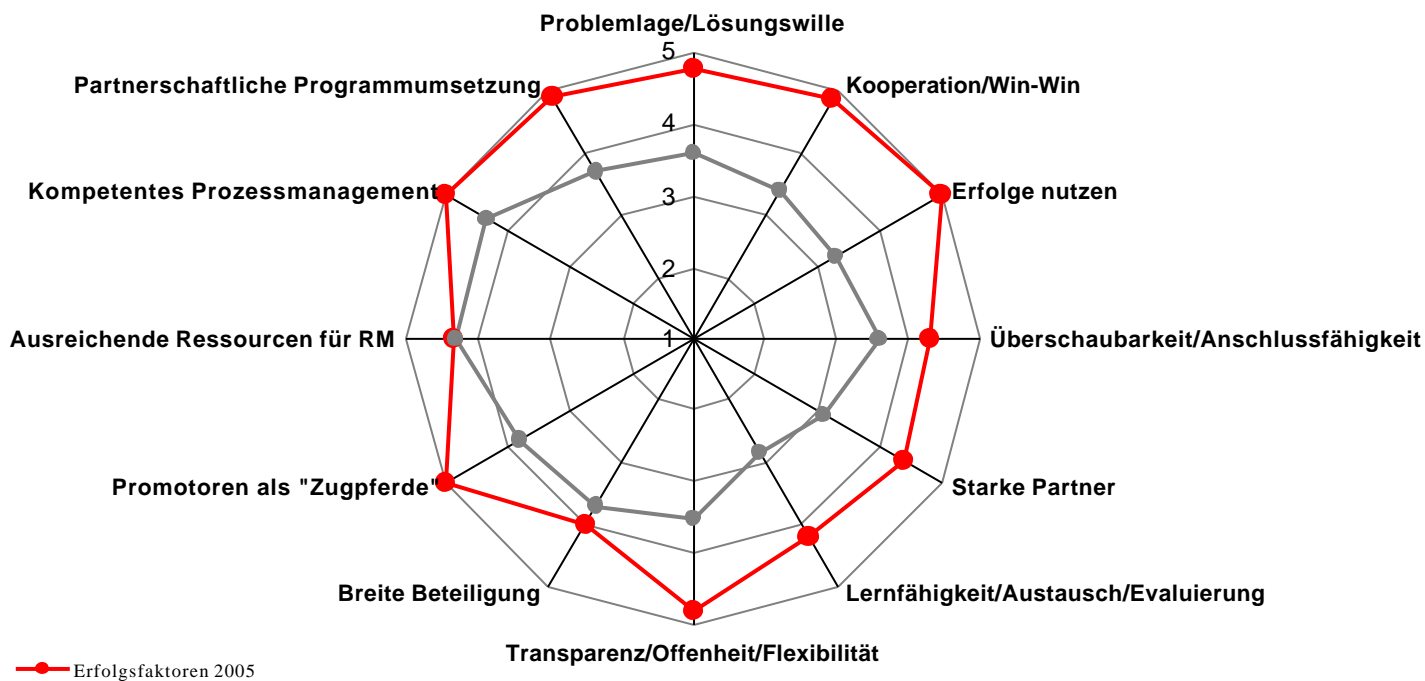 Problemlage/Lösungswille
5
Partnerschaftliche Programmumsetzung
Kooperation/Win-Win
4
Kompetentes Prozessmanagement
3
Erfolge nutzen
2
Ausreichende Ressourcen für RM
1
Überschaubarkeit/Anschlussfähigkeit
Promotoren als "Zugpferde"
Starke Partner
Breite Beteiligung
Lernfähigkeit/Austausch/Evaluierung
Transparenz/Offenheit/Flexibilität
Erfolgsfaktoren 2005